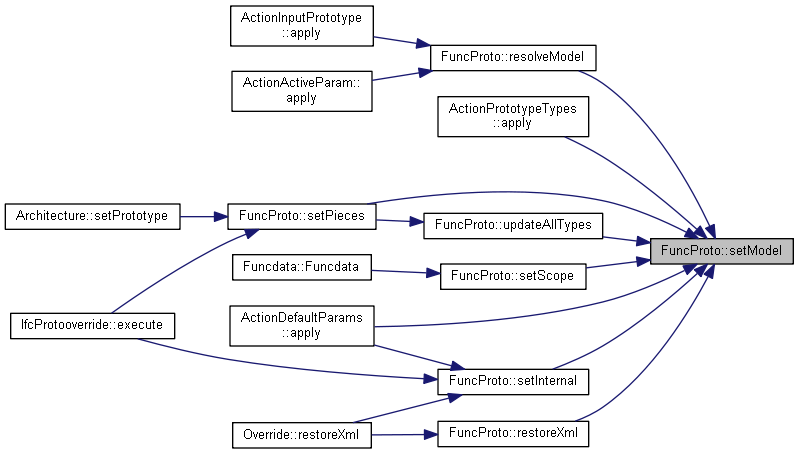 ActionInputPrototype
::apply
FuncProto::resolveModel
ActionActiveParam::
apply
ActionPrototypeTypes
::apply
Architecture::setPrototype
FuncProto::setPieces
FuncProto::updateAllTypes
FuncProto::setModel
Funcdata::Funcdata
FuncProto::setScope
IfcProtooverride::execute
ActionDefaultParams
::apply
FuncProto::setInternal
Override::restoreXml
FuncProto::restoreXml